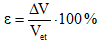 ε = ΔV / V_et · 100%